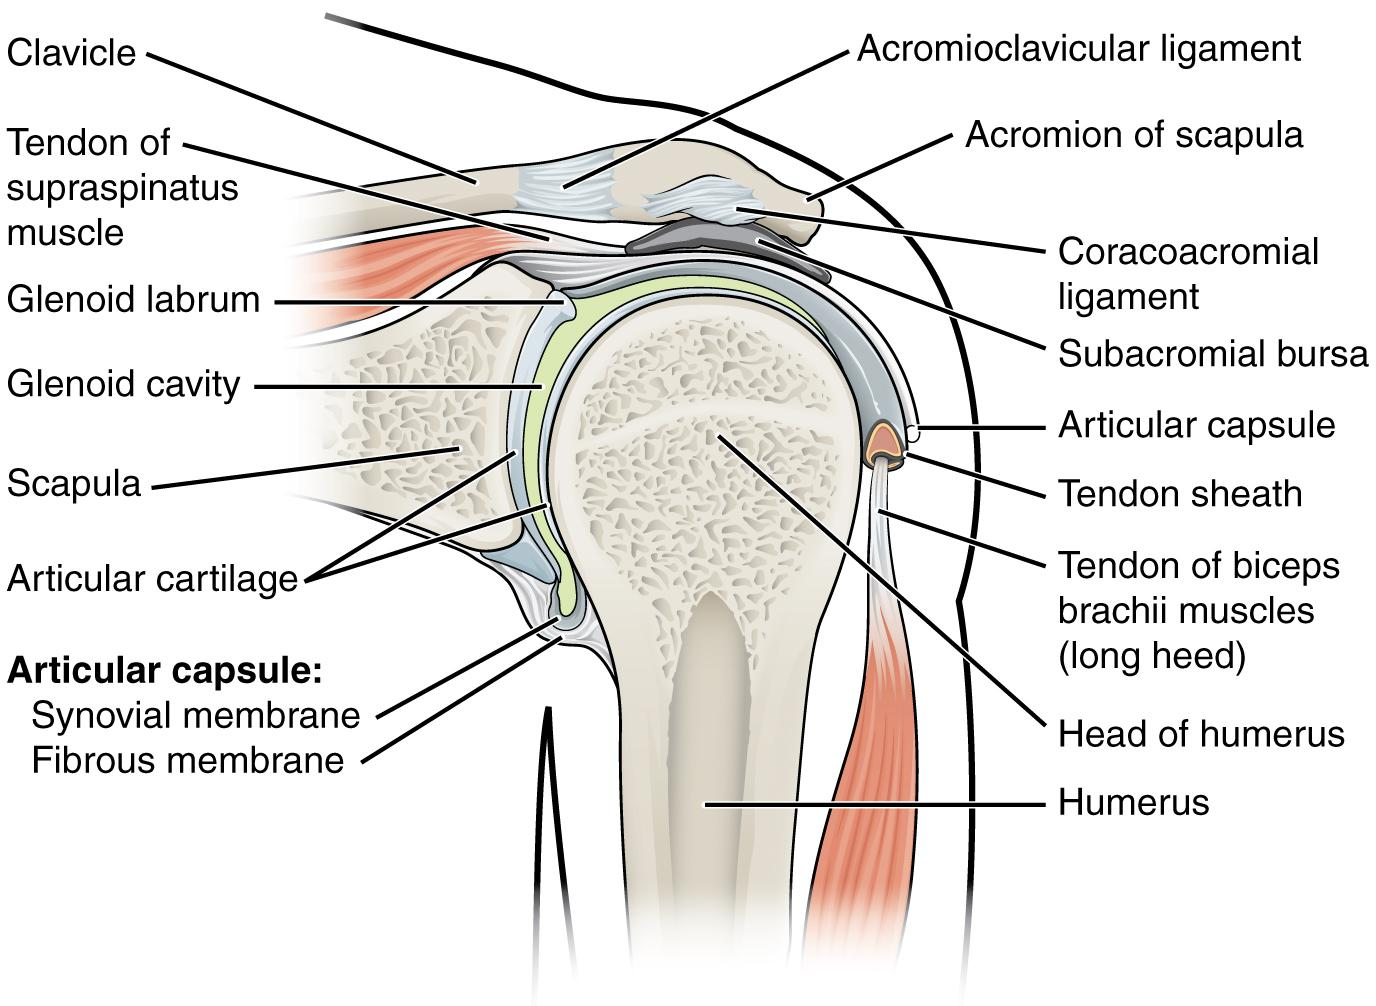 Clavicle
Tendon of
supraspinatus
muscle
Glenoid labrum
Glenoid cavity
Scapula
Articular cartilage
Articular capsule:
Synovial membrane
Fibrous membrane
Acromioclavicular ligament
Acromion of scapula
Coracoacromial
ligament
Subacromial bursa
Articular capsule
Tendon sheath
Tendon of biceps
brachii muscles
(long heed)
Head of humerus
Humerus